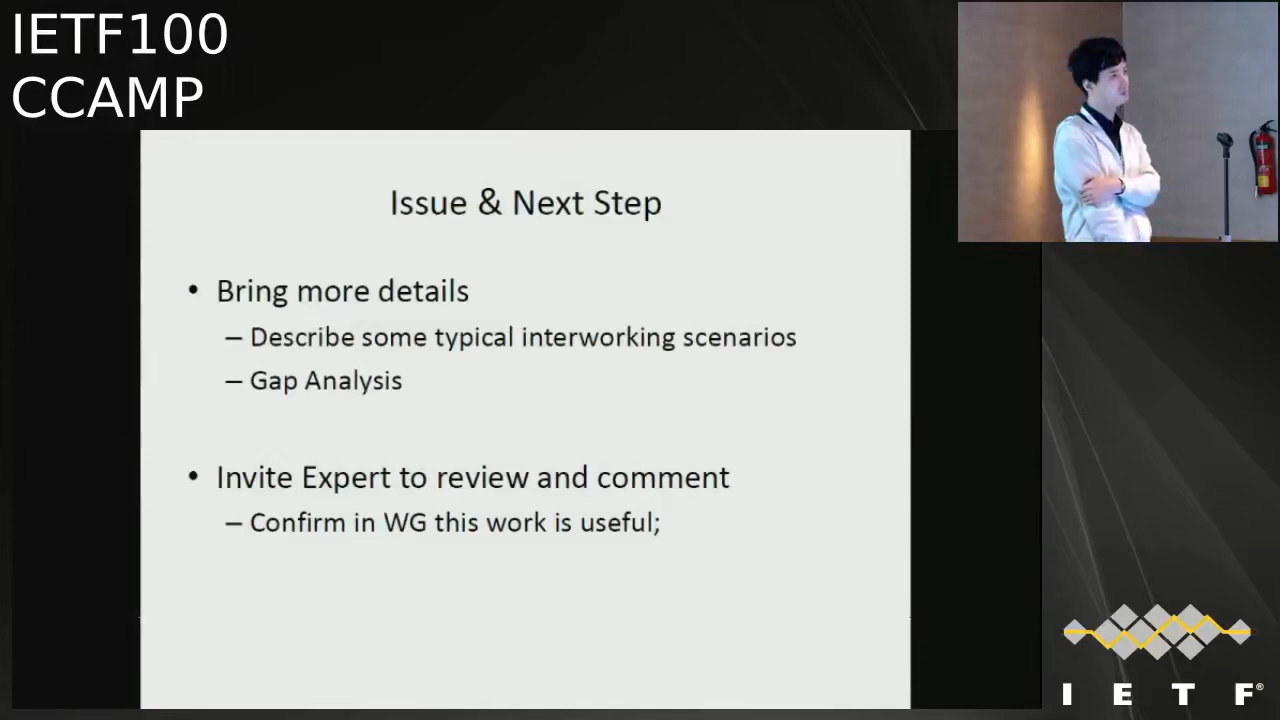 IETF100
CCAMP
Issue & Next Step
• Bring more details
– Describe some typical interworking scenarios
– Gap Analysis
• Invite Expert to review and comment
– Confirm in WG this work is useful;
I E T F®